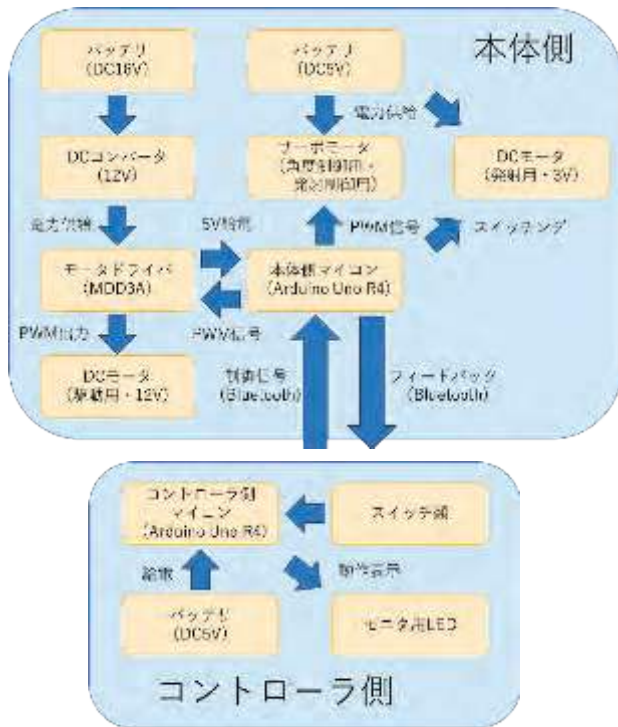 本体側
バッテリ
(DC16V)
バッテリ
(DC5V)
電力供給
DCコンバータ
(12V)
サーボモータ
(角度制御用・
発射制御用)
DCモータ
(発射用・3V)
電力供給
5V給電
PWM信号
スイッチング
モータドライバ
(MDD3A)
本体側マイコン
(Arduino Uno R4)
PWM出力
PWM信号
DCモータ
(駆動用・12V)
制御信号
(Bluetooth)
フィードバック
(Bluetooth)
コントローラ側
マイコン
(Arduino Uno R4)
スイッチ類
給電
動作表示
バッテリ
(DC5V)
モニタ用LED
コントローラ側